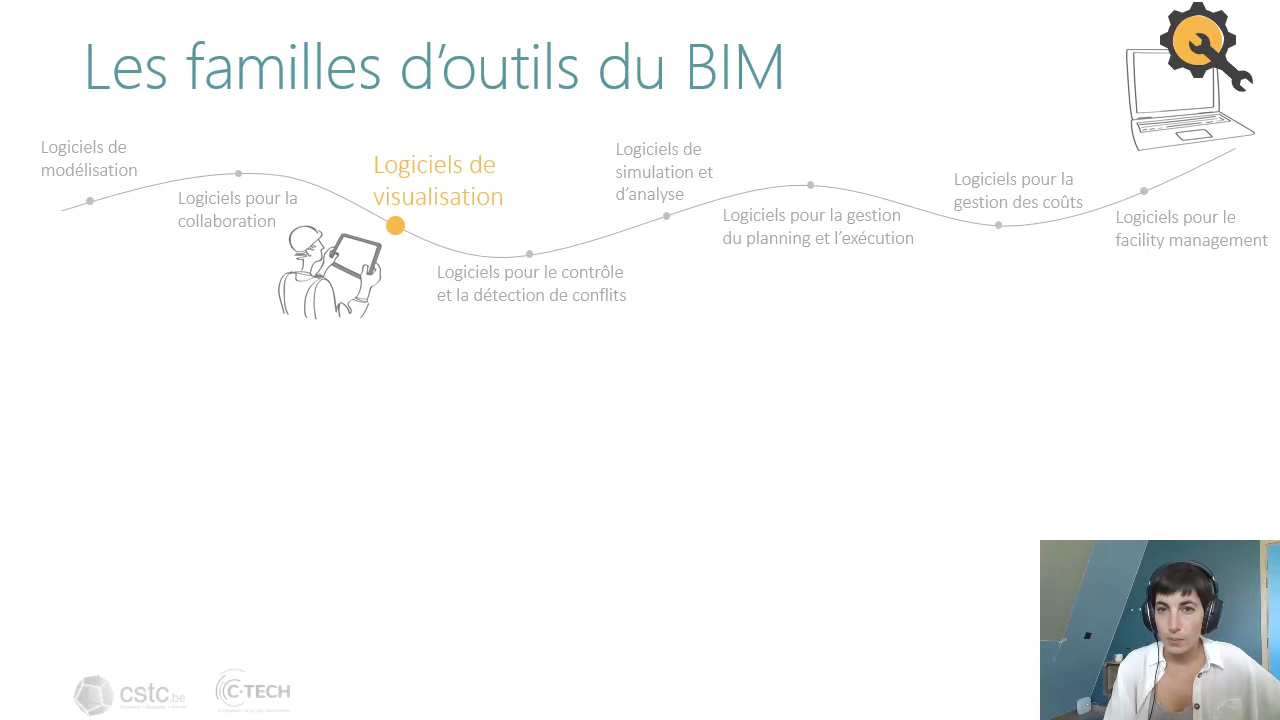 Les familles d’outils du BIM
Logiciels de
modélisation
Logiciels pour la
collaboration
Logiciels de
visualisation
Logiciels pour le contrôle
et la détection de conflits
Logiciels de
simulation et
d’analyse
Logiciels pour la gestion
du planning et l’exécution
Logiciels pour la
gestion des coûts
Logiciels pour le
facility management
cstc.be
C-TECH